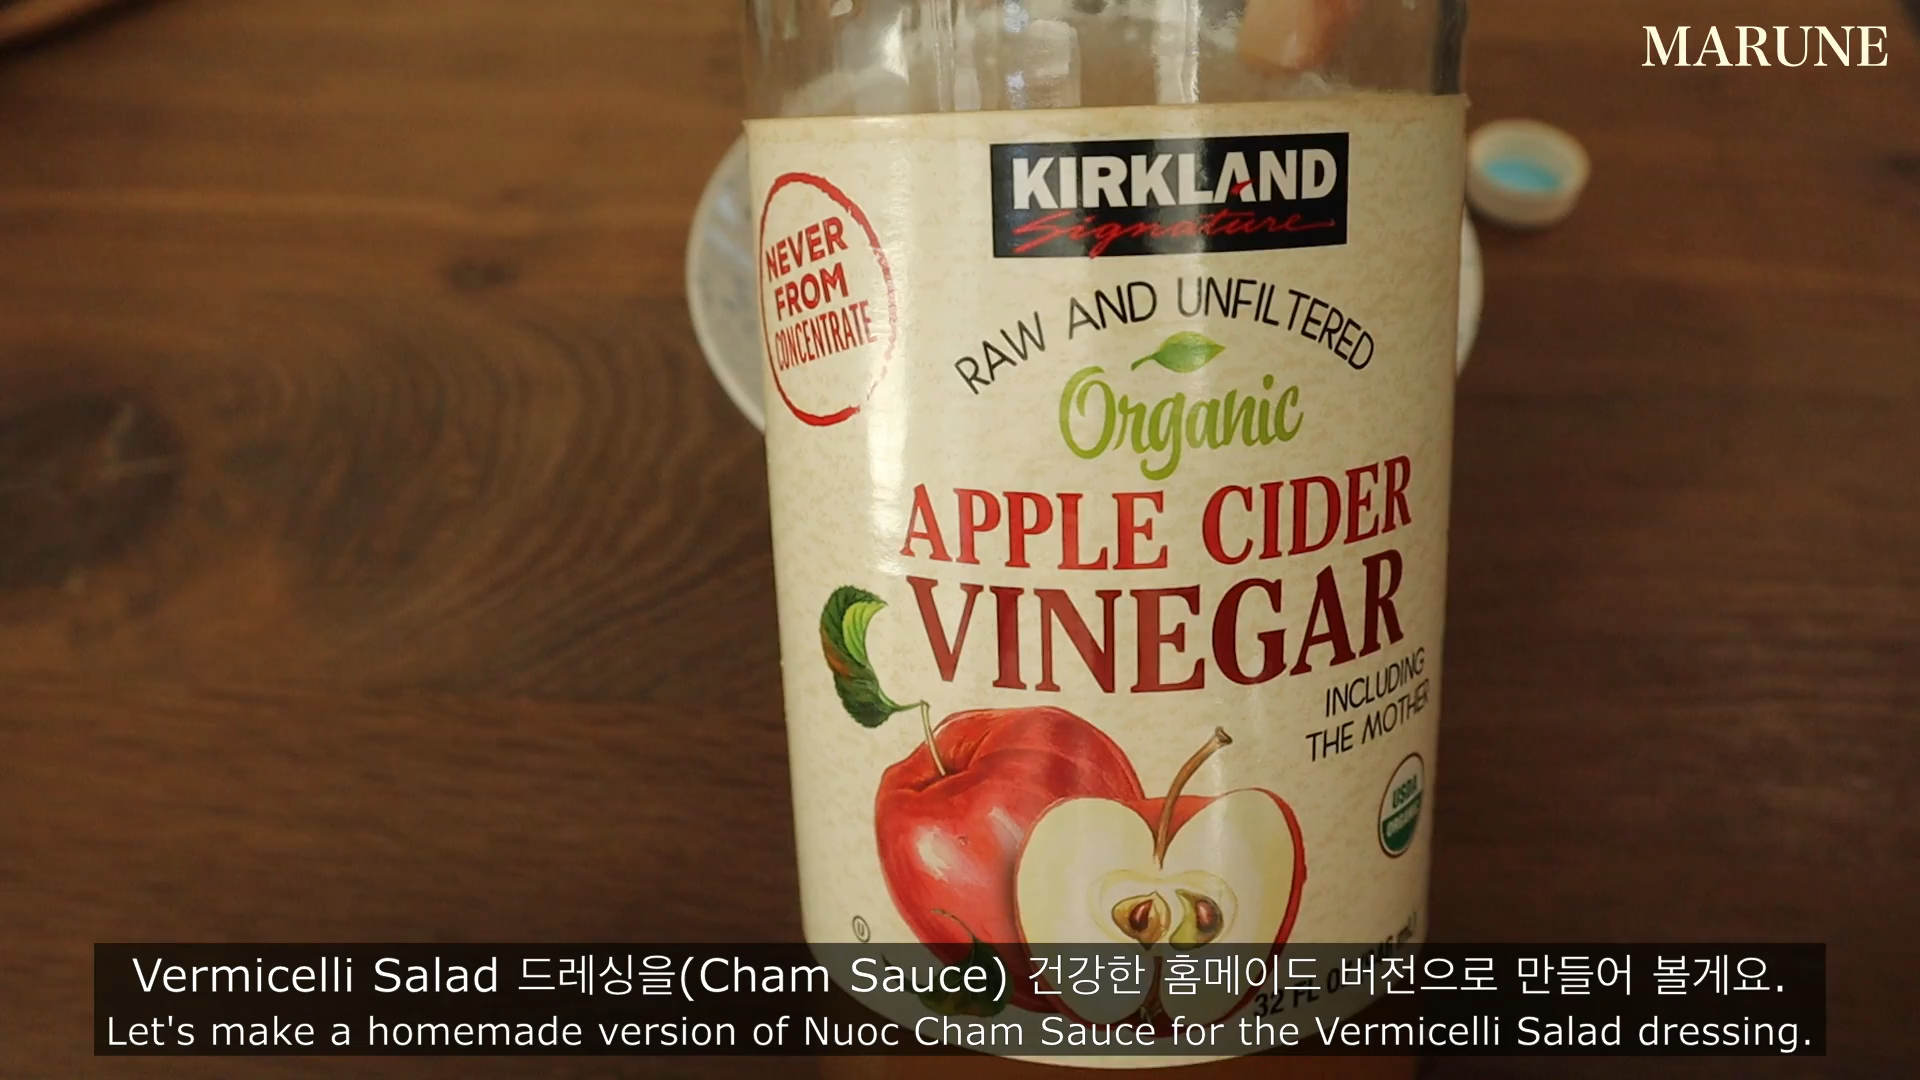 MARUNE
KIRKLAND
Signature
NEVER
FROM
CONCENTRATE
RAW AND UNFILTERED
Organic
APPLE CIDER
VINEGAR
INCLUDING
THE MOTHER
USDA
ORGANIC
U
32 FL
Vermicelli Salad 드레싱을(Cham Sauce) 건강한 홈메이드 버전으로 만들어 볼게요.
Let's make a homemade version of Nuoc Cham Sauce for the Vermicelli Salad dressing.